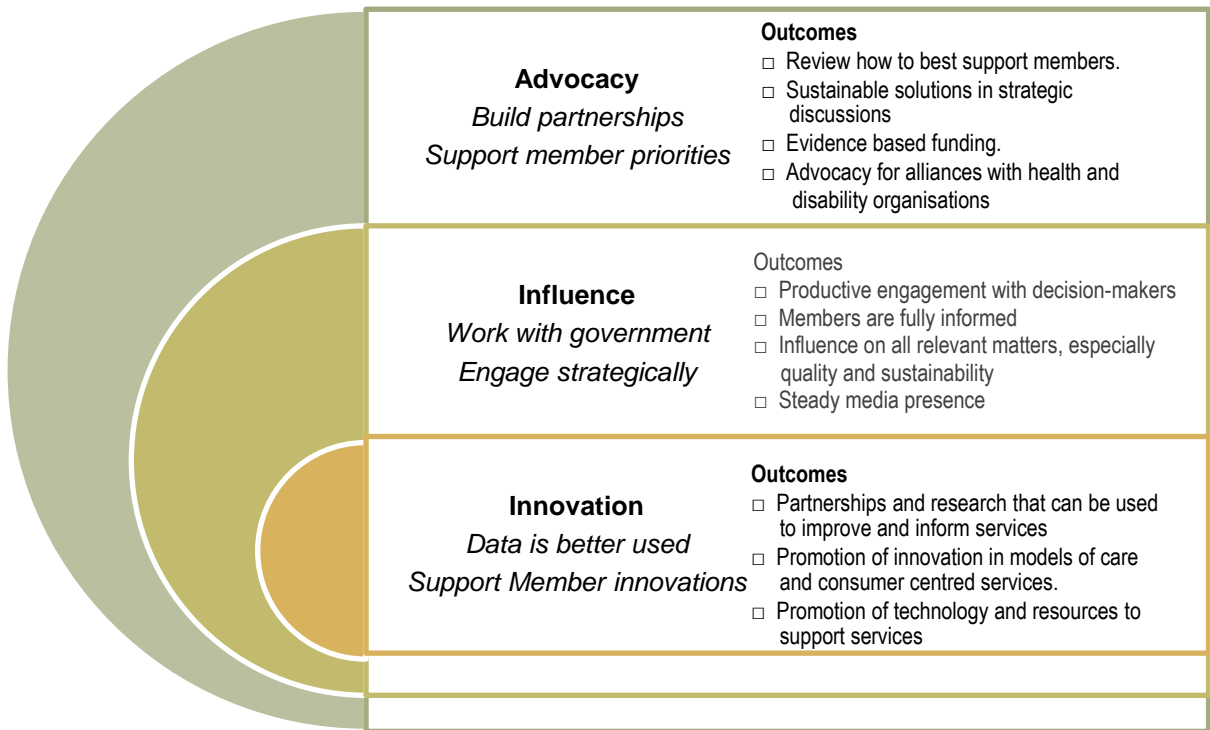 Advocacy
Build partnerships
Support member priorities
Outcomes
□ Review how to best support members.
□ Sustainable solutions in strategic
discussions
□ Evidence based funding.
□ Advocacy for alliances with health and
disability organisations
Influence
Work with government
Engage strategically
Outcomes
□ Productive engagement with decision-makers
□ Members are fully informed
□ Influence on all relevant matters, especially
quality and sustainability
□ Steady media presence
Innovation
Data is better used
Support Member innovations
Outcomes
□ Partnerships and research that can be used
to improve and inform services
□ Promotion of innovation in models of care
and consumer centred services.
□ Promotion of technology and resources to
support services